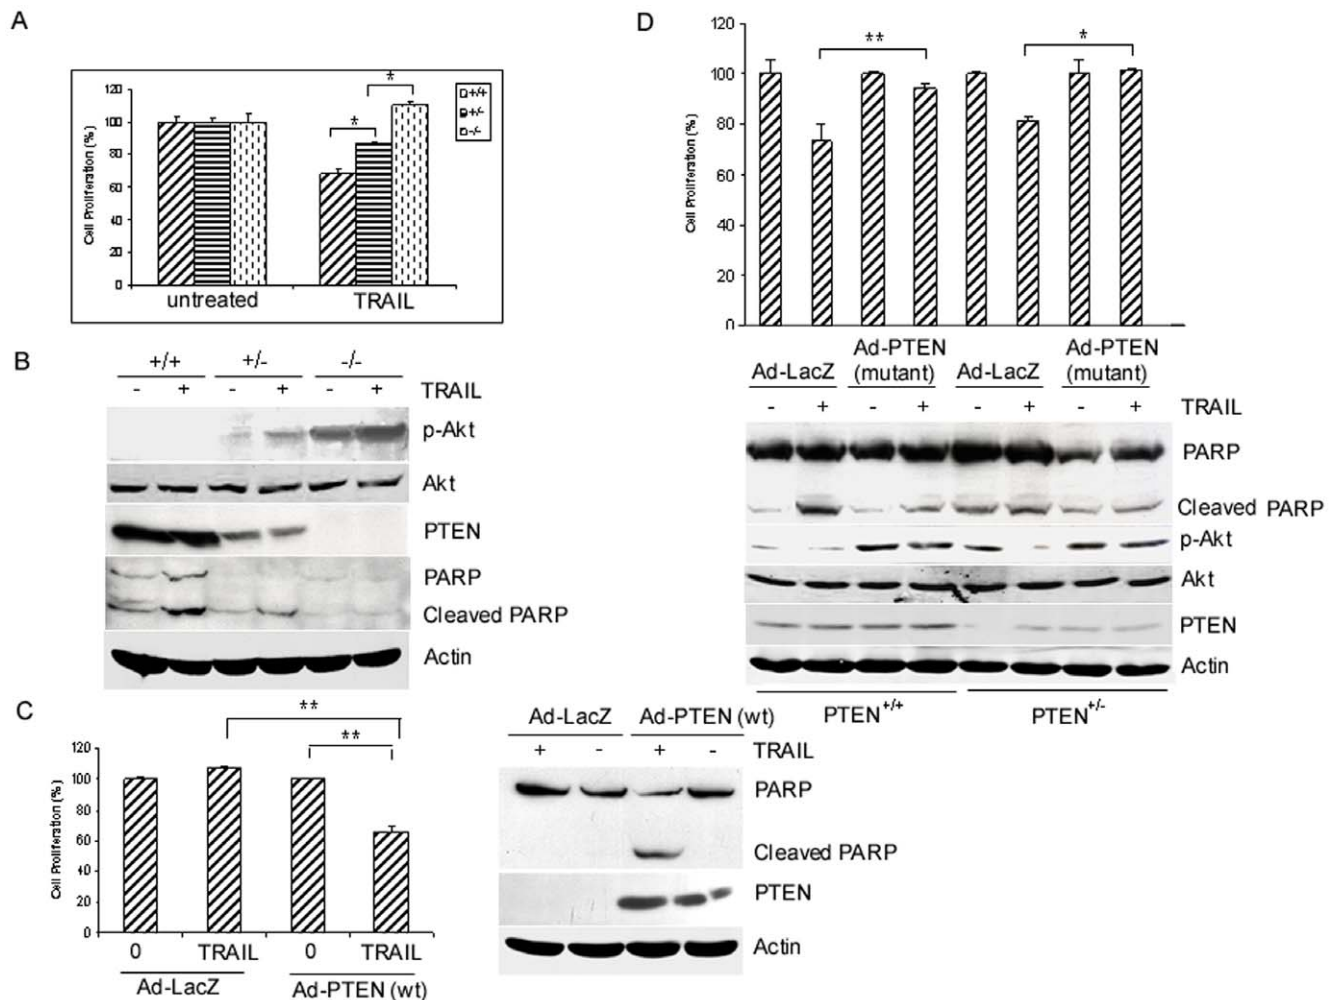 A
120
100
80
60
40
20
0
Cell Proliferation (%)
* *
+/+
+/-
-/-
untreated TRAIL
B
+/+ +/- -/-
- + - + - + TRAIL
p-Akt
Akt
PTEN
PARP
Cleaved PARP
Actin
C
** **
120
100
80
60
40
20
0
Cell Proliferation (%)
0 TRAIL 0 TRAIL
Ad-LacZ Ad-PTEN (wt)
Ad-LacZ Ad-PTEN (wt)
+ - + - TRAIL
PARP
Cleaved PARP
PTEN
Actin
D
120
100
80
60
40
20
0
Cell Proliferation (%)
** *
Ad-LacZ Ad-PTEN (mutant) Ad-LacZ Ad-PTEN (mutant)
- + - + - + - + TRAIL
PARP
Cleaved PARP
p-Akt
Akt
PTEN
Actin
PTEN+/+ PTEN+/-